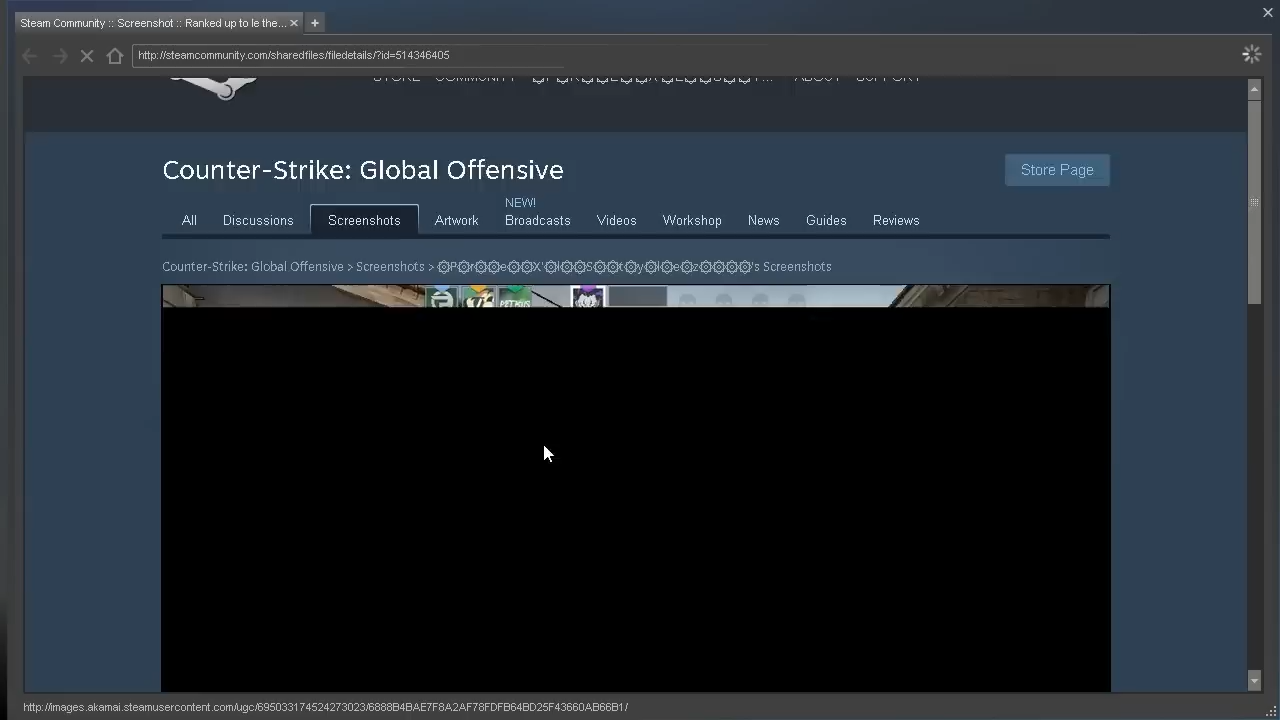 Steam Community :: Screenshot :: Ranked up to le the...
http://steamcommunity.com/sharedfiles/filedetails/?id=514346405
STORE COMMUNITY ABOUT SUPPORT
Counter-Strike: Global Offensive
Store Page
NEW!
All Discussions Screenshots Artwork Broadcasts Videos Workshop News Guides Reviews
Counter-Strike: Global Offensive > Screenshots > 's Screenshots
http://images.akamai.steamusercontent.com/ugc/695033174524273023/6888B4BAE7F8A2AF78FDFB64BD25F43660AB66B1/